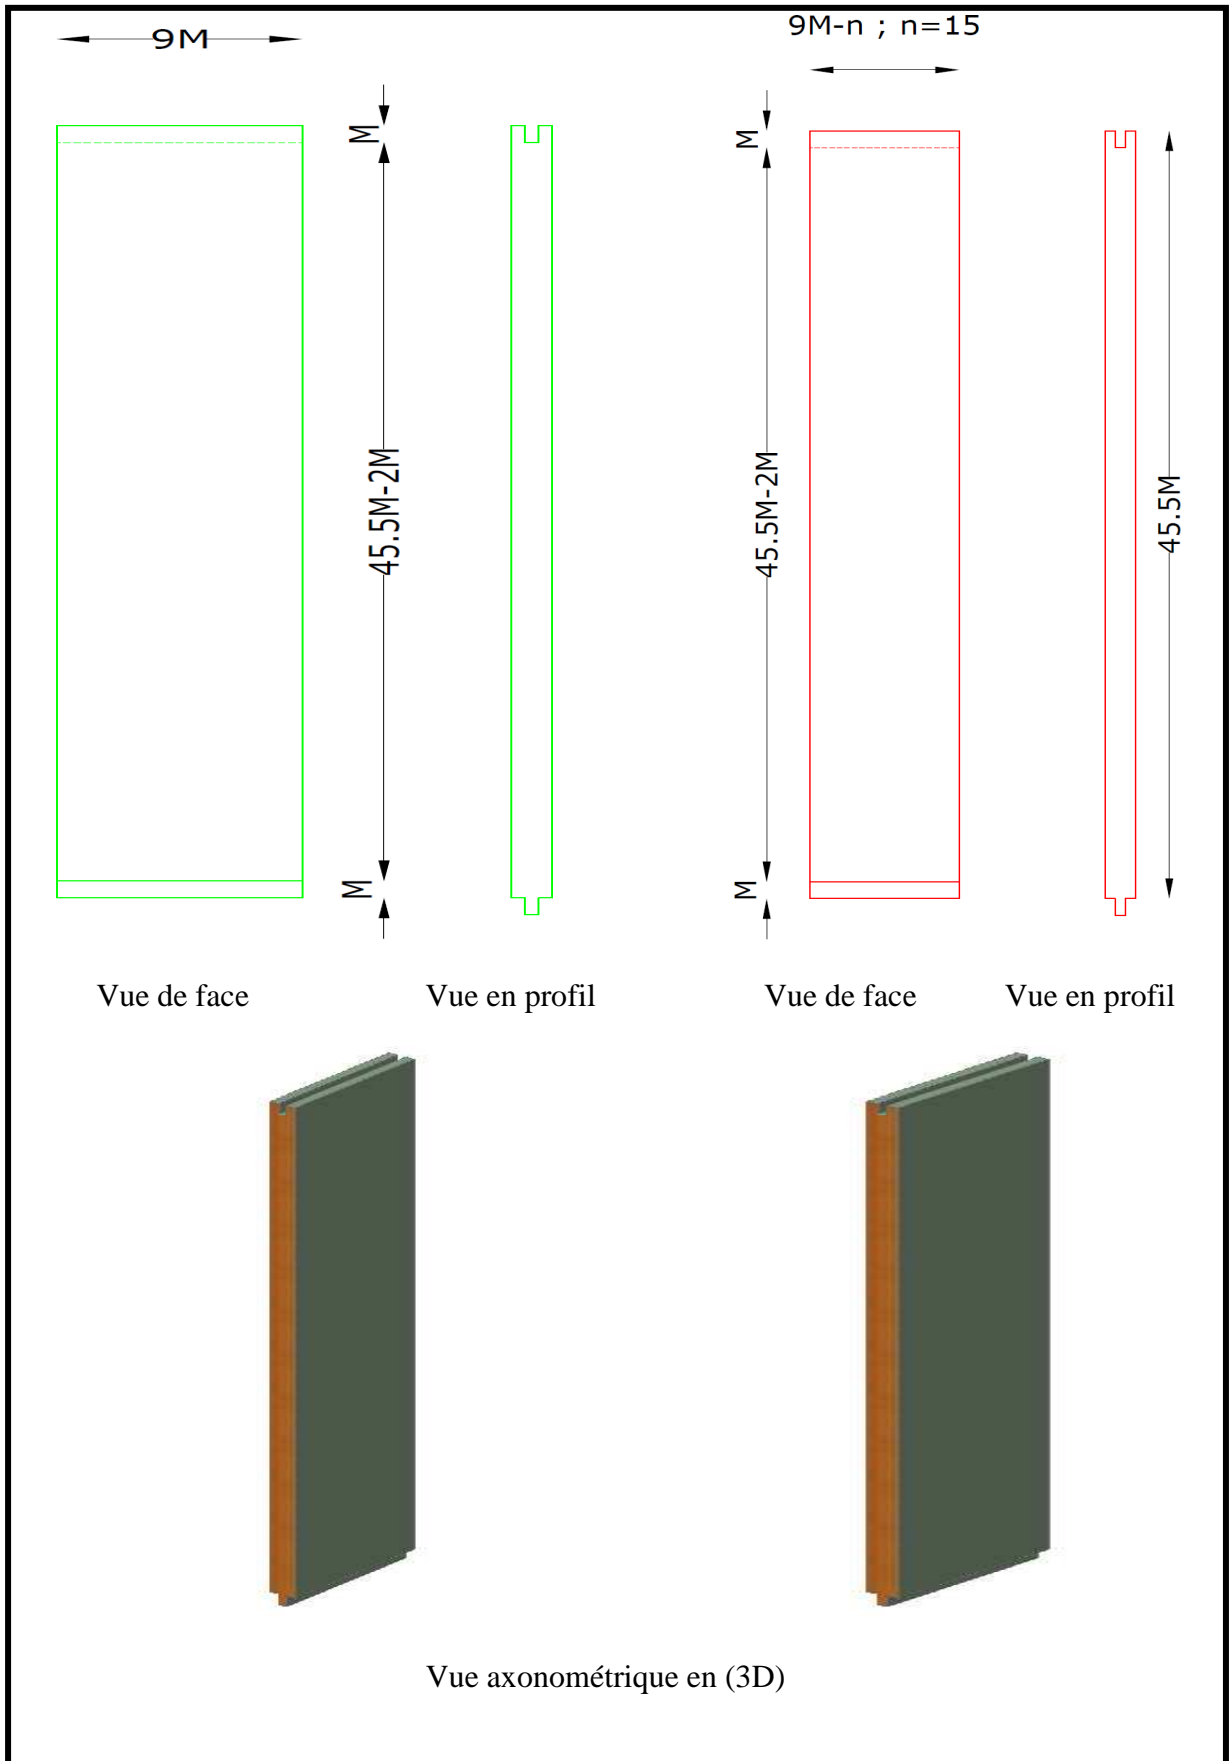 9M
9M-n ; n=15
M
M
45.5M-2M
45.5M-2M
45.5M
M
M
Vue de face
Vue en profil
Vue de face
Vue en profil
Vue axonométrique en (3D)